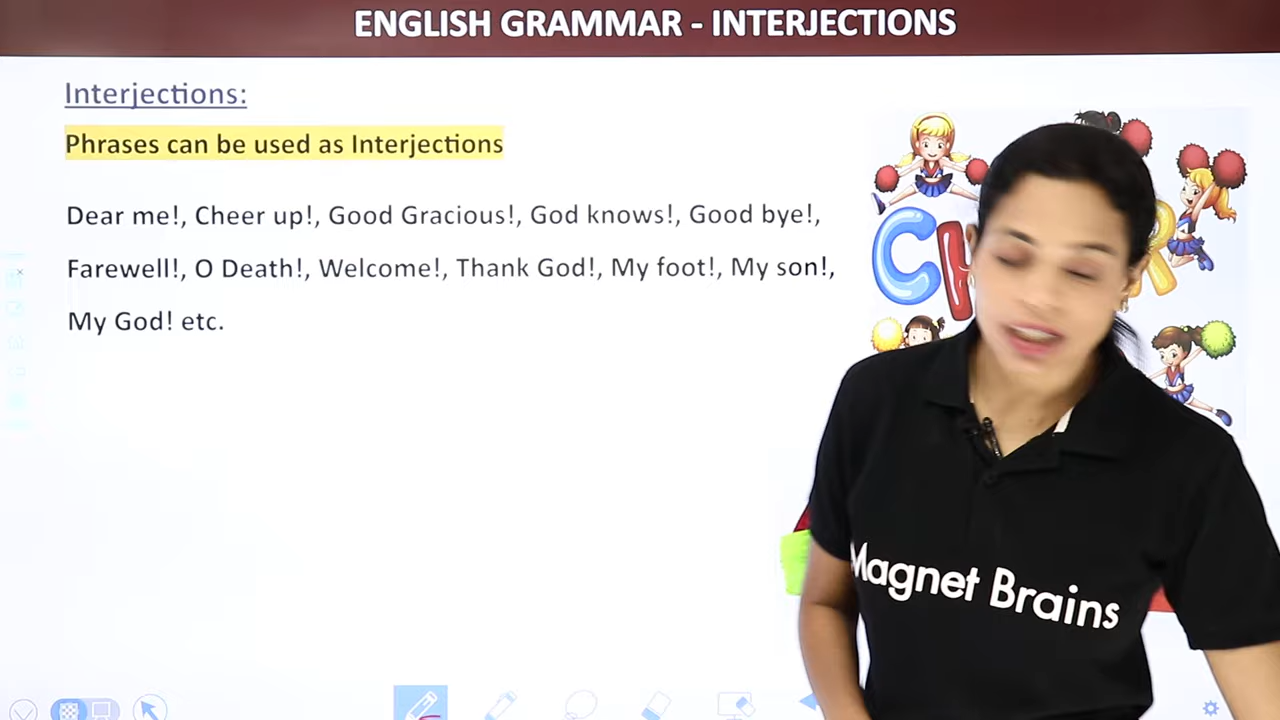 ENGLISH GRAMMAR - INTERJECTIONS
Interjections:
Phrases can be used as Interjections
Dear me!, Cheer up!, Good Gracious!, God knows!, Good bye!,
Farewell!, O Death!, Welcome!, Thank God!, My foot!, My son!,
My God! etc.
Magnet Brains